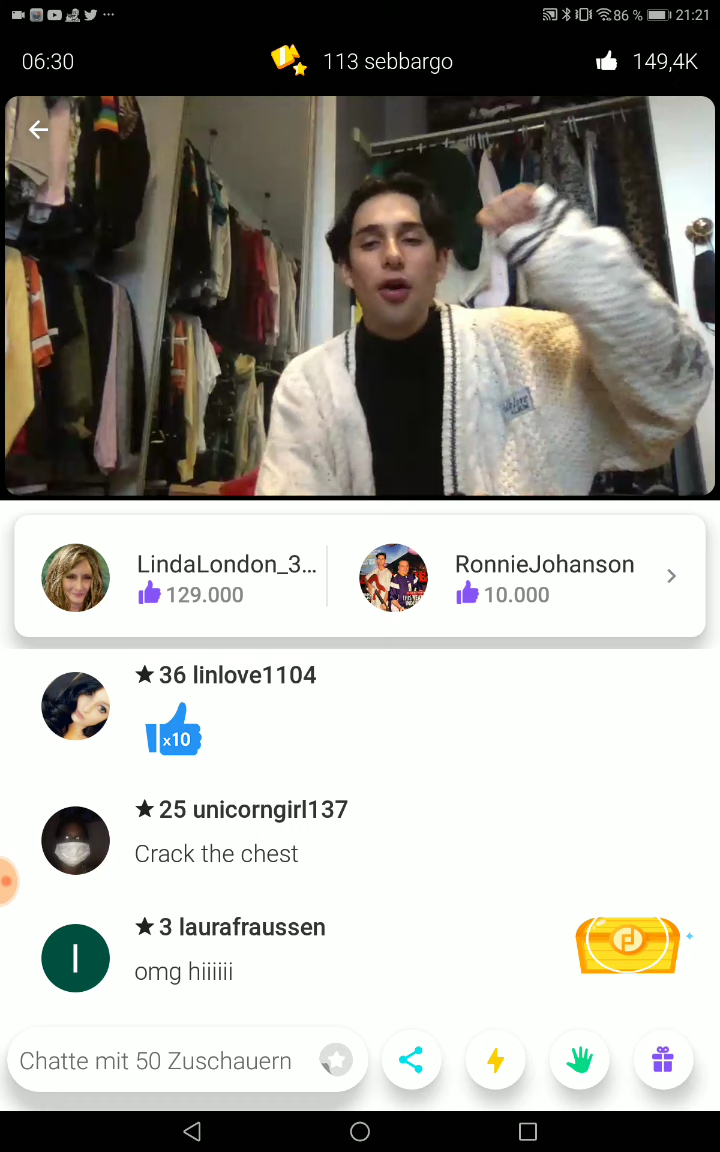 86 % 21:21
06:30 113 sebbargo 149,4K
folklore
LindaLondon_3... RonnieJohanson
129.000 10.000
36 linlove1104
x10
25 unicorngirl137
Crack the chest
3 laurafraussen
I
omg hiiiiii
Chatte mit 50 Zuschauern